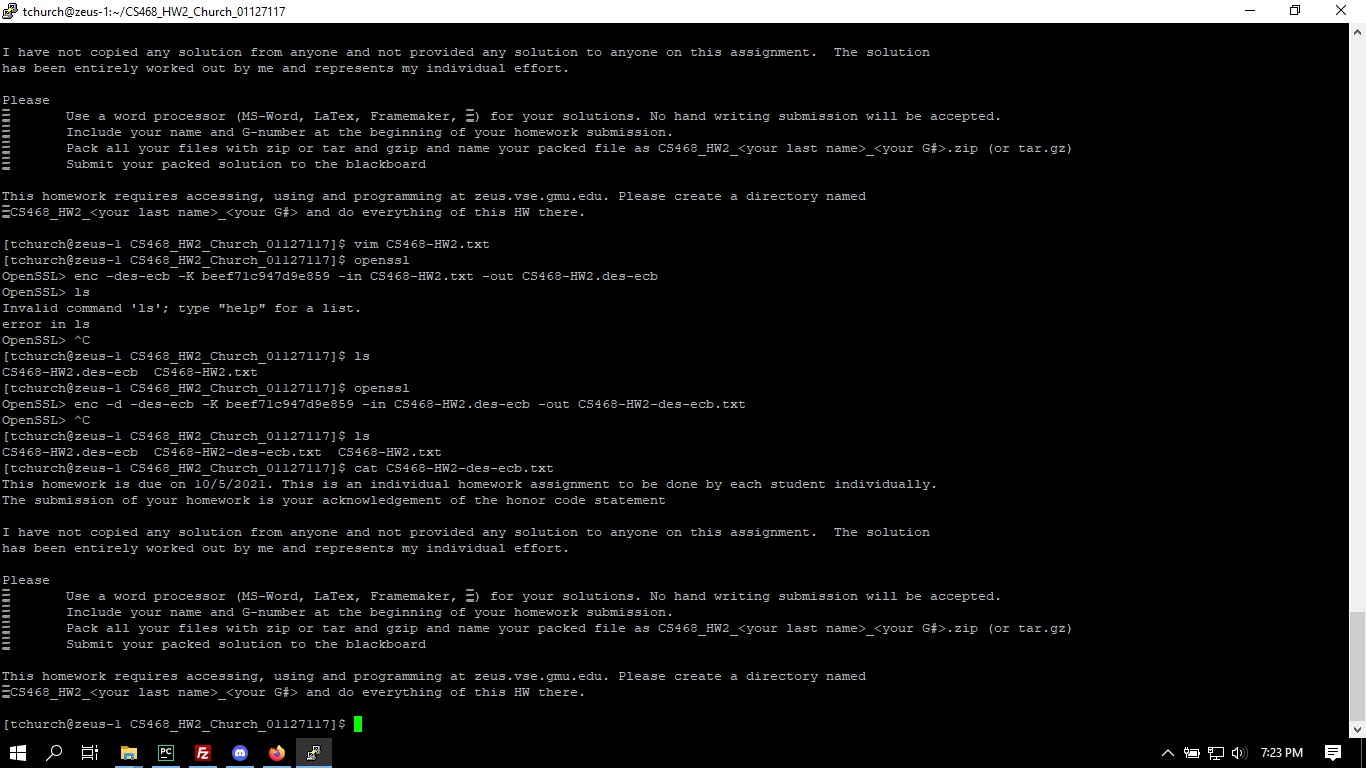 tchurch@zeus-1:~/CS468_HW2_Church_01127117
I have not copied any solution from anyone and not provided any solution to anyone on this assignment.  The solution
has been entirely worked out by me and represents my individual effort.
Please
Use a word processor (MS-Word, LaTex, Framemaker, ) for your solutions. No hand writing submission will be accepted.
Include your name and G-number at the beginning of your homework submission.
Pack all your files with zip or tar and gzip and name your packed file as CS468_HW2_<your last name>_<your G#>.zip (or tar.gz)
Submit your packed solution to the blackboard
This homework requires accessing, using and programming at zeus.vse.gmu.edu. Please create a directory named
CS468_HW2_<your last name>_<your G#> and do everything of this HW there.
[tchurch@zeus-1 CS468_HW2_Church_01127117]$ vim CS468-HW2.txt
[tchurch@zeus-1 CS468_HW2_Church_01127117]$ openssl
OpenSSL> enc -des-ecb -K beef71c947d9e859 -in CS468-HW2.txt -out CS468-HW2.des-ecb
OpenSSL> ls
Invalid command 'ls'; type "help" for a list.
error in ls
OpenSSL> ^C
[tchurch@zeus-1 CS468_HW2_Church_01127117]$ ls
CS468-HW2.des-ecb  CS468-HW2.txt
[tchurch@zeus-1 CS468_HW2_Church_01127117]$ openssl
OpenSSL> enc -d -des-ecb -K beef71c947d9e859 -in CS468-HW2.des-ecb -out CS468-HW2-des-ecb.txt
OpenSSL> ^C
[tchurch@zeus-1 CS468_HW2_Church_01127117]$ ls
CS468-HW2.des-ecb  CS468-HW2-des-ecb.txt  CS468-HW2.txt
[tchurch@zeus-1 CS468_HW2_Church_01127117]$ cat CS468-HW2-des-ecb.txt
This homework is due on 10/5/2021. This is an individual homework assignment to be done by each student individually.
The submission of your homework is your acknowledgement of the honor code statement
I have not copied any solution from anyone and not provided any solution to anyone on this assignment.  The solution
has been entirely worked out by me and represents my individual effort.
Please
Use a word processor (MS-Word, LaTex, Framemaker, ) for your solutions. No hand writing submission will be accepted.
Include your name and G-number at the beginning of your homework submission.
Pack all your files with zip or tar and gzip and name your packed file as CS468_HW2_<your last name>_<your G#>.zip (or tar.gz)
Submit your packed solution to the blackboard
This homework requires accessing, using and programming at zeus.vse.gmu.edu. Please create a directory named
CS468_HW2_<your last name>_<your G#> and do everything of this HW there.
[tchurch@zeus-1 CS468_HW2_Church_01127117]$
PC
Fz
7:23 PM